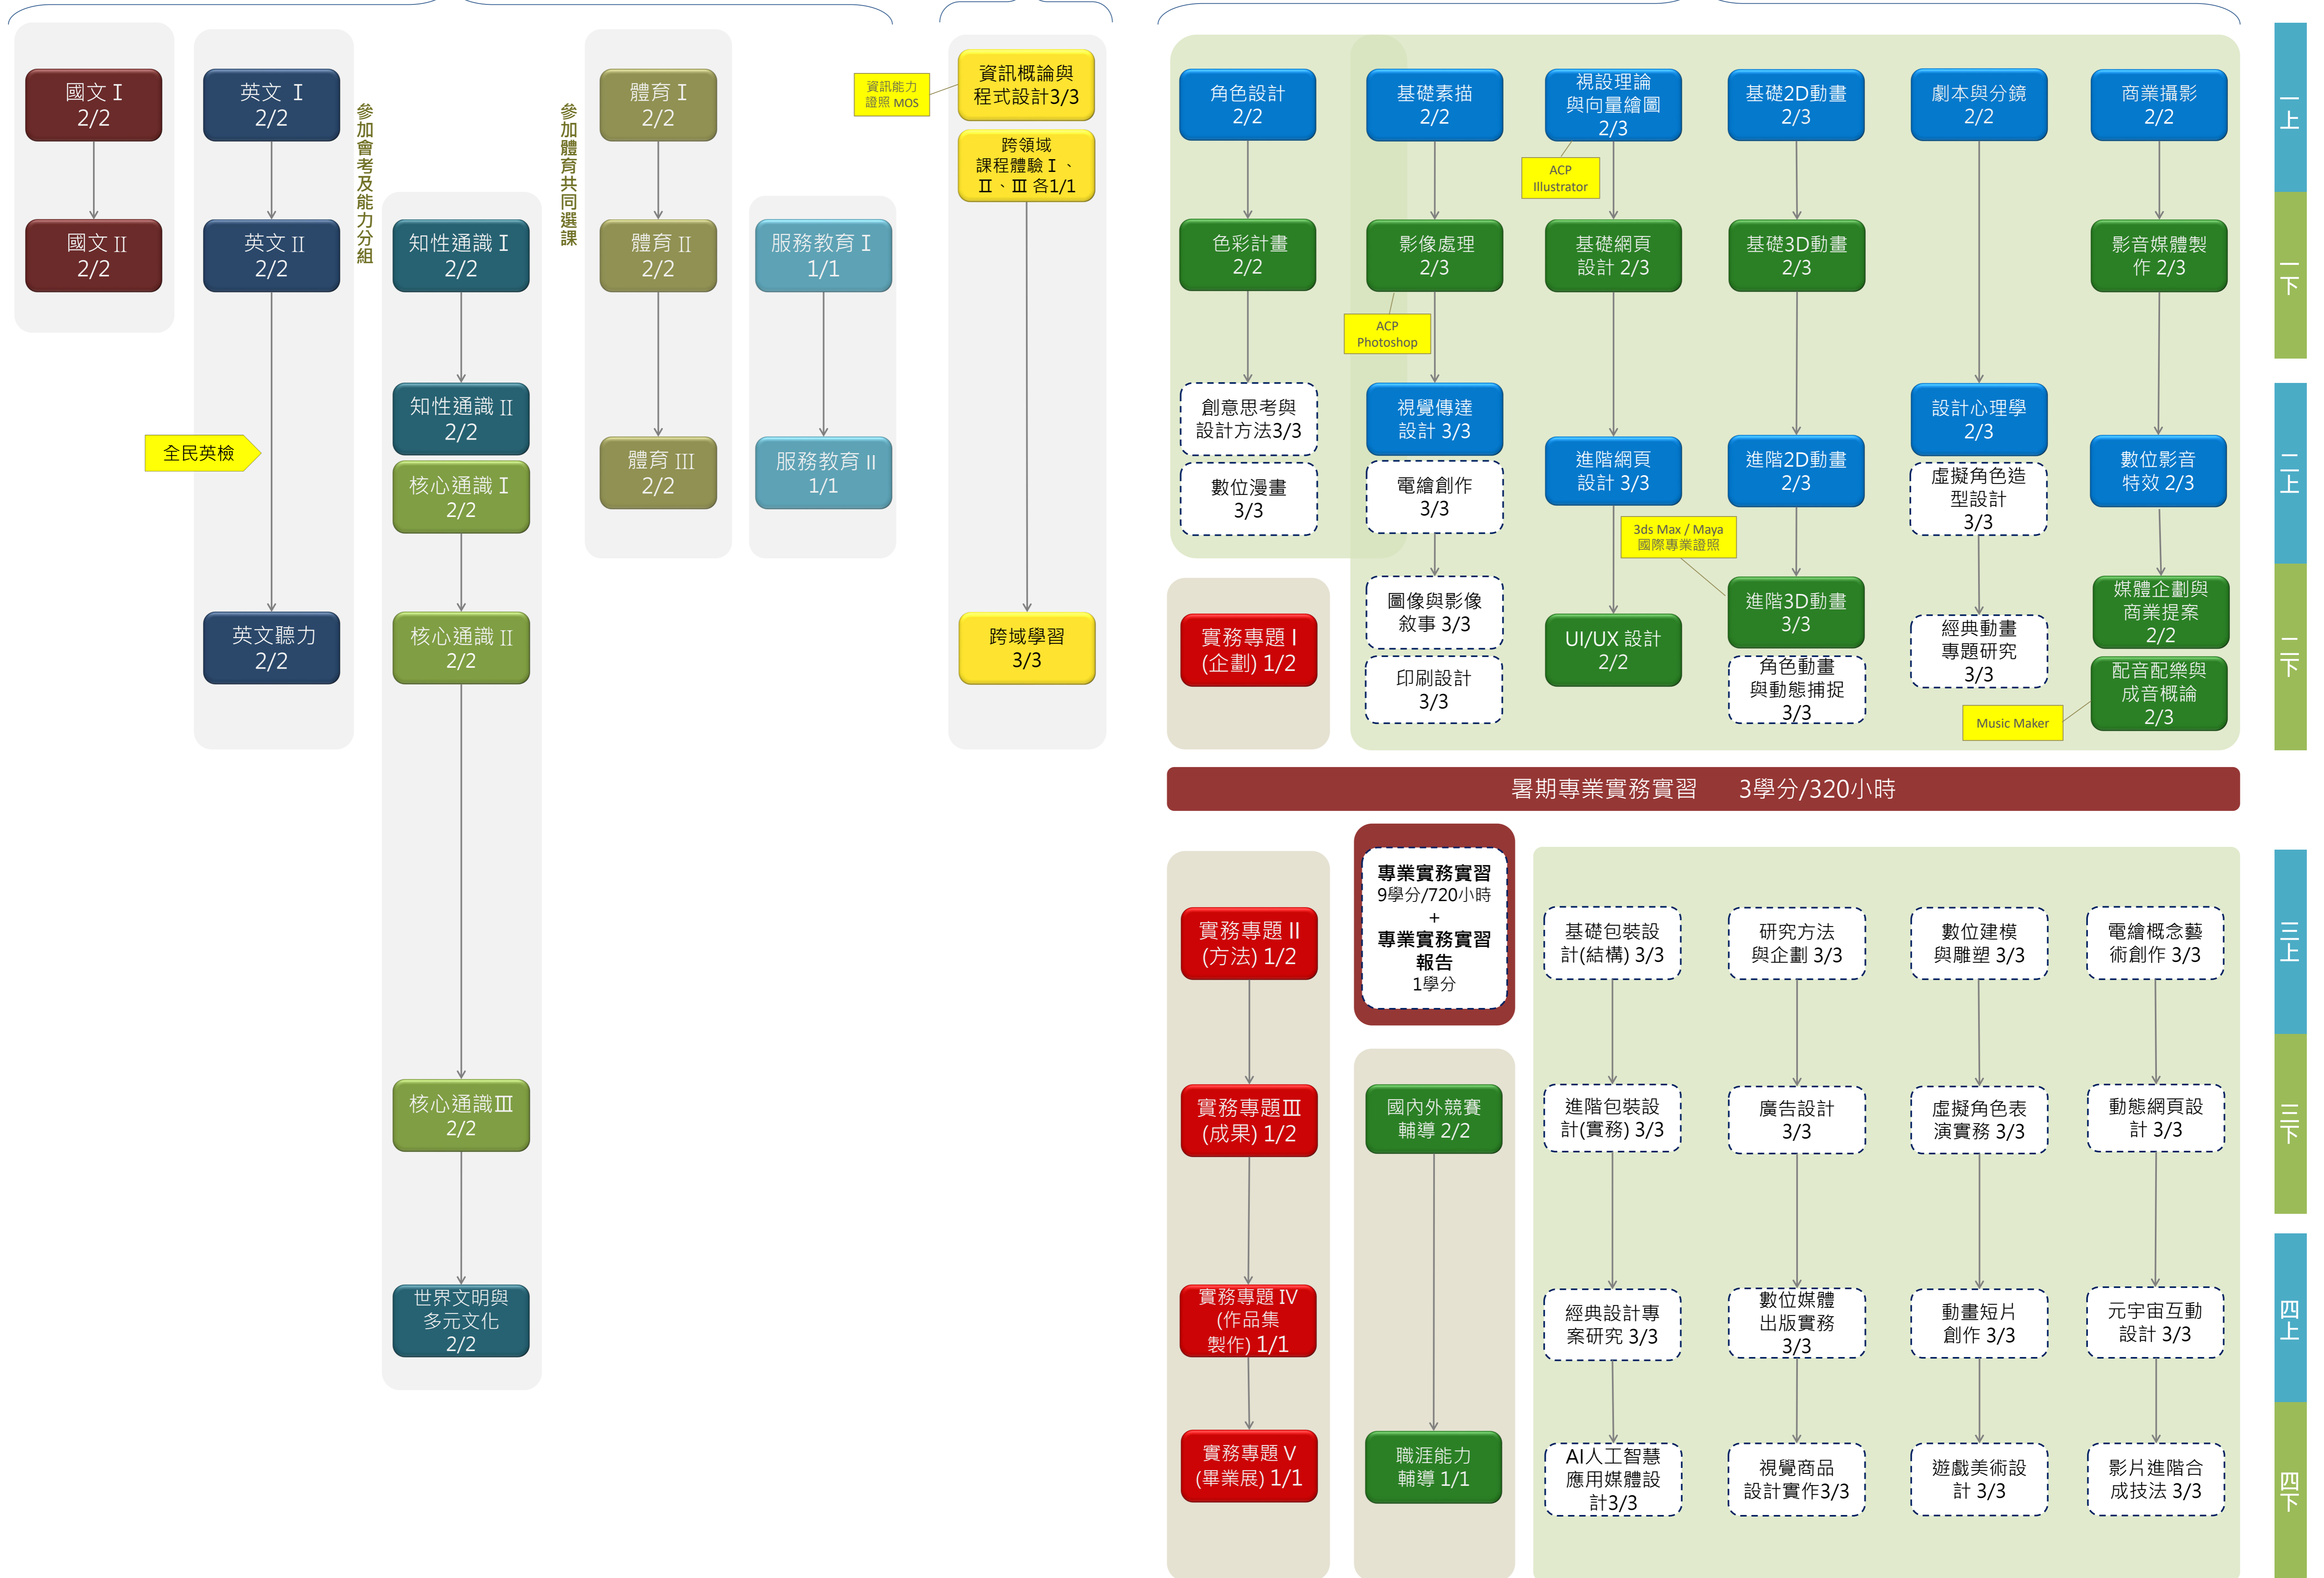 國文 I
2/2
國文 II
2/2
英文 I
2/2
英文 II
2/2
全民英檢
英文聽力
2/2
參加會考及能力分組
知性通識 I
2/2
知性通識 II
2/2
核心通識 I
2/2
核心通識 II
2/2
核心通識Ⅲ
2/2
世界文明與
多元文化
2/2
參加體育共同選課
體育 I
2/2
體育 II
2/2
體育 III
2/2
服務教育 I
1/1
服務教育 II
1/1
資訊能力
證照 MOS
資訊概論與
程式設計3/3
跨領域
課程體驗 I 、
II、III 各1/1
跨域學習
3/3
角色設計
2/2
色彩計畫
2/2
創意思考與
設計方法3/3
數位漫畫
3/3
實務專題 I
(企劃) 1/2
基礎素描
2/2
影像處理
2/3
ACP
Photoshop
視覺傳達
設計 3/3
電繪創作
3/3
圖像與影像
敘事 3/3
印刷設計
3/3
視設理論
與向量繪圖
2/3
ACP
Illustrator
基礎網頁
設計 2/3
進階網頁
設計 3/3
UI/UX 設計
2/2
基礎2D動畫
2/3
基礎3D動畫
2/3
進階2D動畫
2/3
3ds Max / Maya
國際專業證照
進階3D動畫
3/3
角色動畫
與動態捕捉
3/3
劇本與分鏡
2/2
設計心理學
2/3
虛擬角色造
型設計
3/3
經典動畫
專題研究
3/3
商業攝影
2/2
影音媒體製
作 2/3
數位影音
特效 2/3
媒體企劃與
商業提案
2/2
配音配樂與
成音概論
2/3
Music Maker
暑期專業實務實習 3學分/320小時
實務專題 II
(方法) 1/2
實務專題Ⅲ
(成果) 1/2
實務專題 IV
(作品集
製作) 1/1
實務專題 V
(畢業展) 1/1
專業實務實習
9學分/720小時
+
專業實務實習
報告
1學分
國內外競賽
輔導 2/2
職涯能力
輔導 1/1
基礎包裝設
計(結構) 3/3
進階包裝設
計(實務) 3/3
經典設計專
案研究 3/3
AI人工智慧
應用媒體設
計3/3
研究方法
與企劃 3/3
廣告設計
3/3
數位媒體
出版實務
3/3
視覺商品
設計實作3/3
數位建模
與雕塑 3/3
虛擬角色表
演實務 3/3
動畫短片
創作 3/3
遊戲美術設
計 3/3
電繪概念藝
術創作 3/3
動態網頁設
計 3/3
元宇宙互動
設計 3/3
影片進階合
成技法 3/3
一上
一下
二上
二下
三上
三下
四上
四下